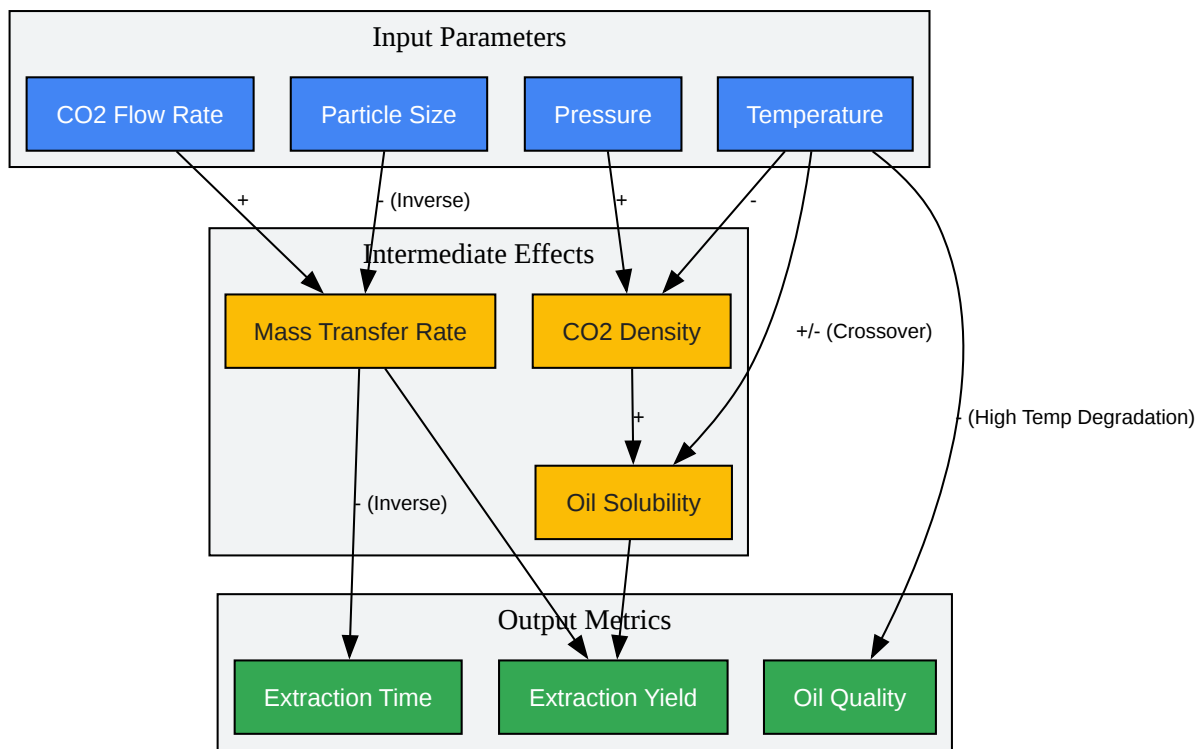 Input Parameters
CO2 Flow Rate
Particle Size
Pressure
Temperature
+
- (Inverse)
+
-
Intermediate Effects
Mass Transfer Rate
CO2 Density
+/- (Crossover)
+
- (High Temp Degradation)
- (Inverse)
Oil Solubility
Output Metrics
Extraction Time
Extraction Yield
Oil Quality